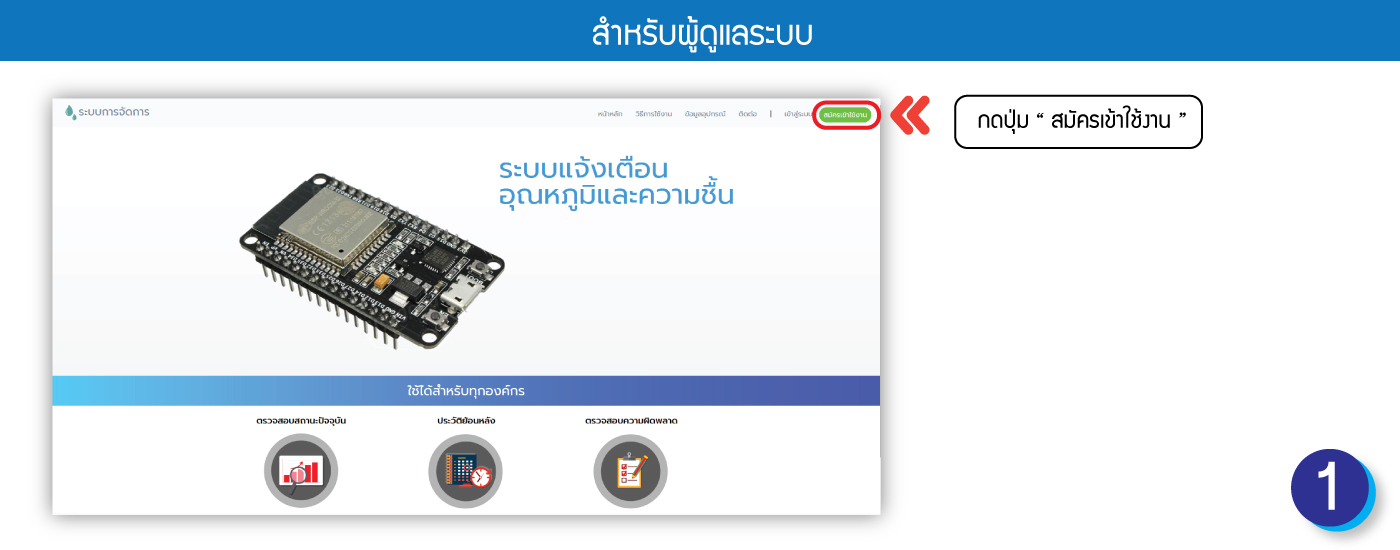 สำหรับผู้ดูแลระบบ
ระบบการจัดการ
หน้าหลัก วิธีการใช้งาน ข้อมูลอุปกรณ์ ติดต่อ | เข้าสู่ระบบ สมัครเข้าใช้งาน
กดปุ่ม “ สมัครเข้าใช้งาน ”
ระบบแจ้งเตือน
อุณหภูมิและความชื้น
ใช้ได้สำหรับทุกองค์กร
ตรวจสอบสถานะปัจจุบัน ประวัติย้อนหลัง ตรวจสอบความผิดพลาด
1